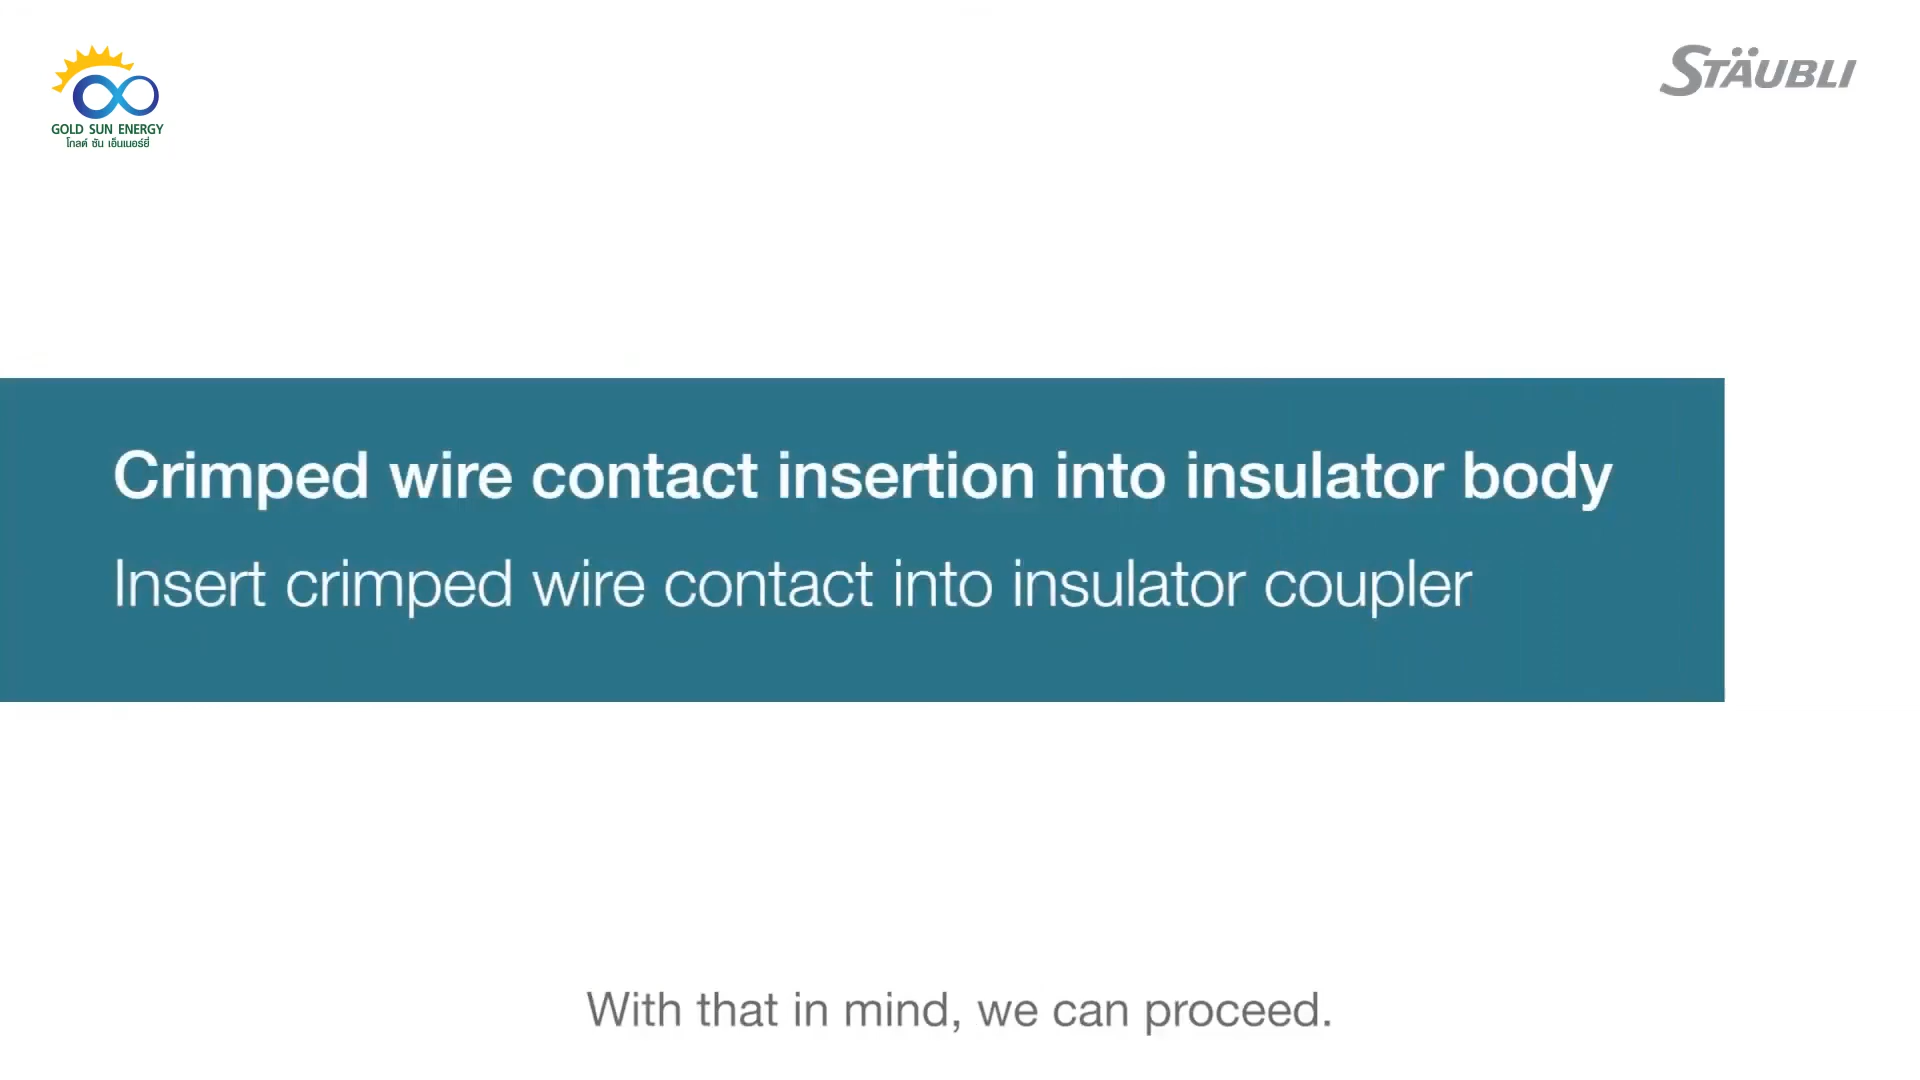 GOLD SUN ENERGY
โกลด์ ซัน เอ็นเนอร์ยี่
STÄUBLI
Crimped wire contact insertion into insulator body
Insert crimped wire contact into insulator coupler
With that in mind, we can proceed.